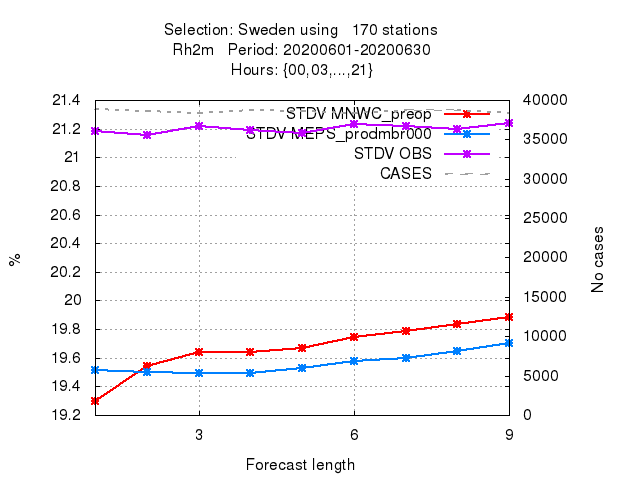 Selection: Sweden using 170 stations
Rh2m Period: 20200601-20200630
Hours: {00,03,...,21}
STDV MNWC_preop
STDV MEPS_prodmbr000
STDV OBS
CASES
21.4
21.2
21
20.8
20.6
20.4
20.2
20
19.8
19.6
19.4
19.2
%
40000
35000
30000
25000
20000
15000
10000
5000
0
No cases
3 6 9
Forecast length